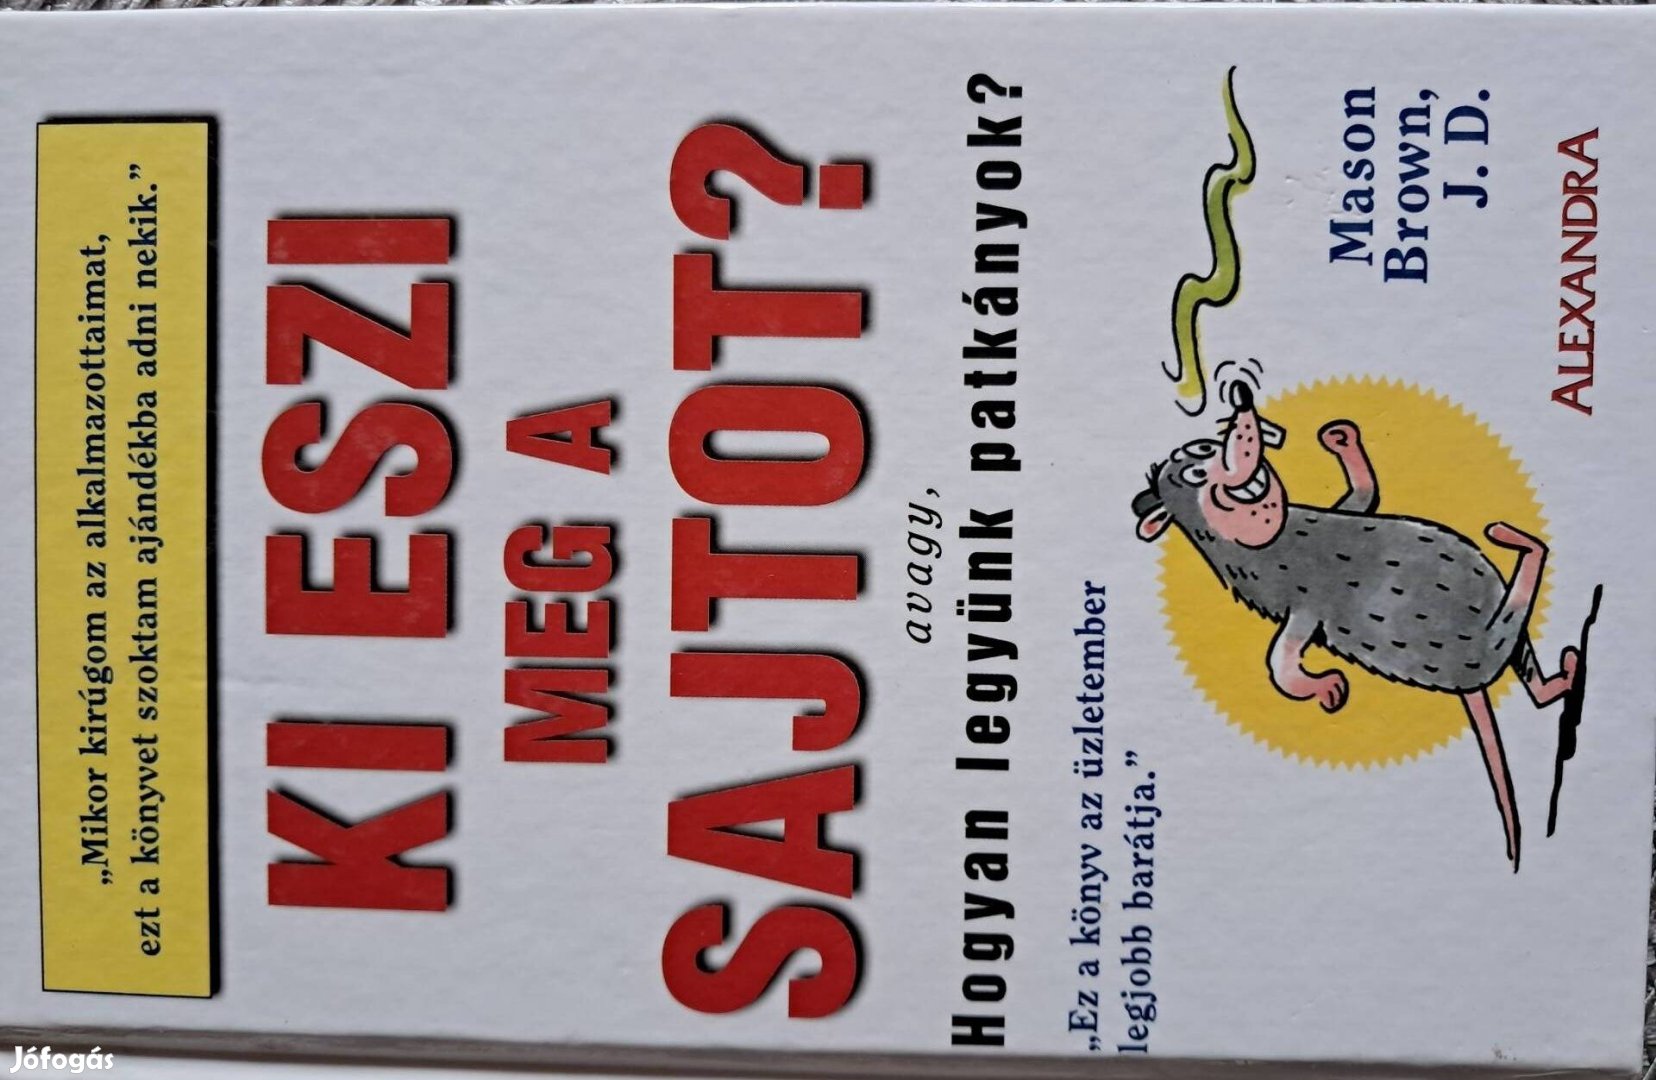 „Mikor kirúgom az alkalmazottaimat,
ezt a könyvet szoktam ajándékba adni nekik.”
KI ESZI
MEG A
SAJTOT?
avagy,
Hogyan legyünk patkányok?
„Ez a könyv az üzletember
legjobb barátja.”
Mason
Brown,
J. D.
ALEXANDRA
Jófogás